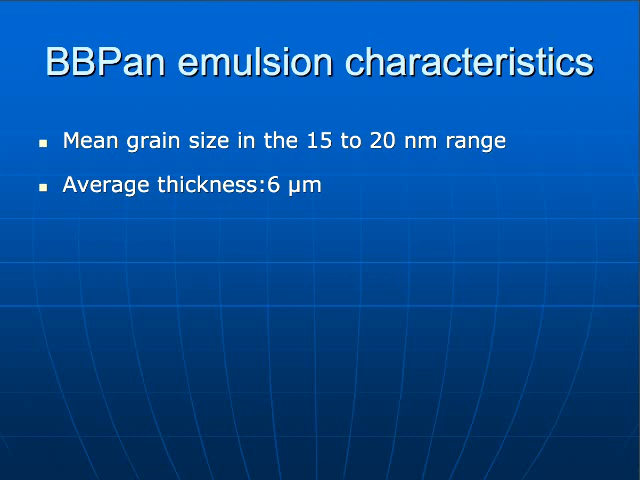 BBPan emulsion characteristics
Mean grain size in the 15 to 20 nm range
Average thickness:6 µm